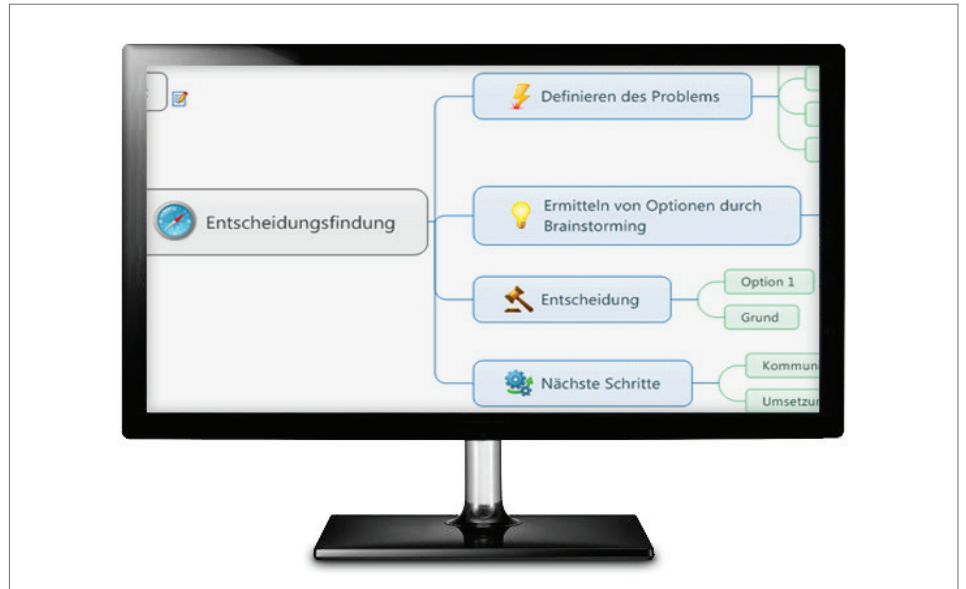 Definieren des Problems
Entscheidungsfindung
Ermitteln von Optionen durch
Brainstorming
Entscheidung
Option 1
Grund
Nächste Schritte